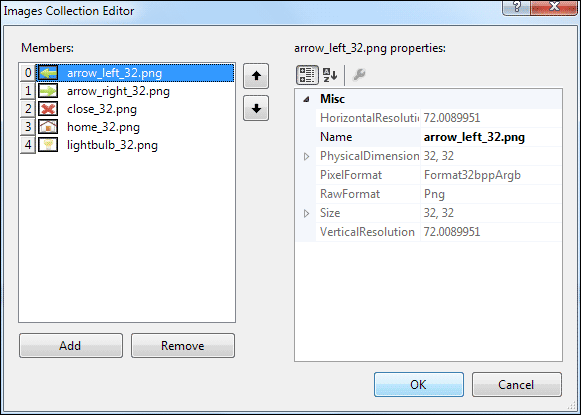 Images Collection Editor
Members:
0 arrow_left_32.png
1 arrow_right_32.png
2 close_32.png
3 home_32.png
4 lightbulb_32.png
Add Remove
arrow_left_32.png properties:
Misc
HorizontalResolutio 72.0089951
Name arrow_left_32.png
PhysicalDimension 32, 32
PixelFormat Format32bppArgb
RawFormat Png
Size 32, 32
VerticalResolution 72.0089951
OK Cancel